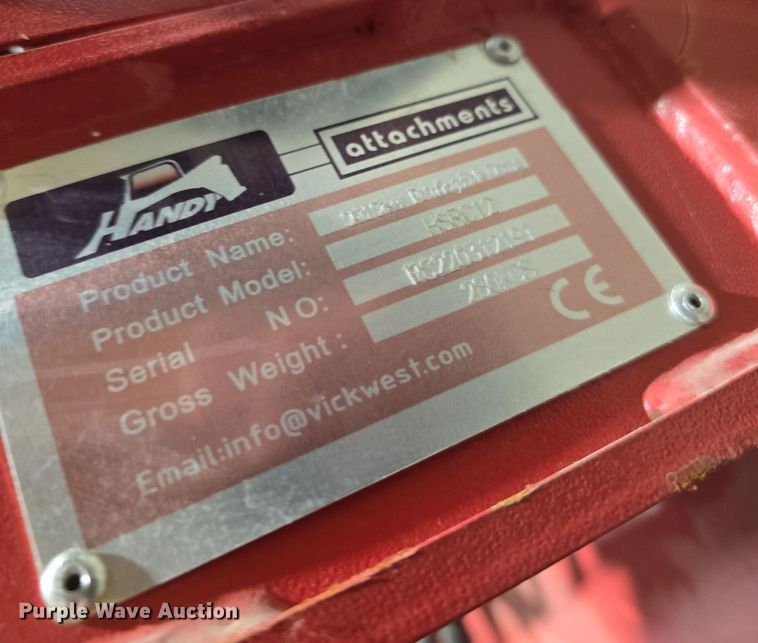 HANDY
attachments
Product Name:
Product Model: HSRC12
Serial NO:
Gross Weight: 280KGS
Email:info@vickwest.com
CE
Purple Wave Auction